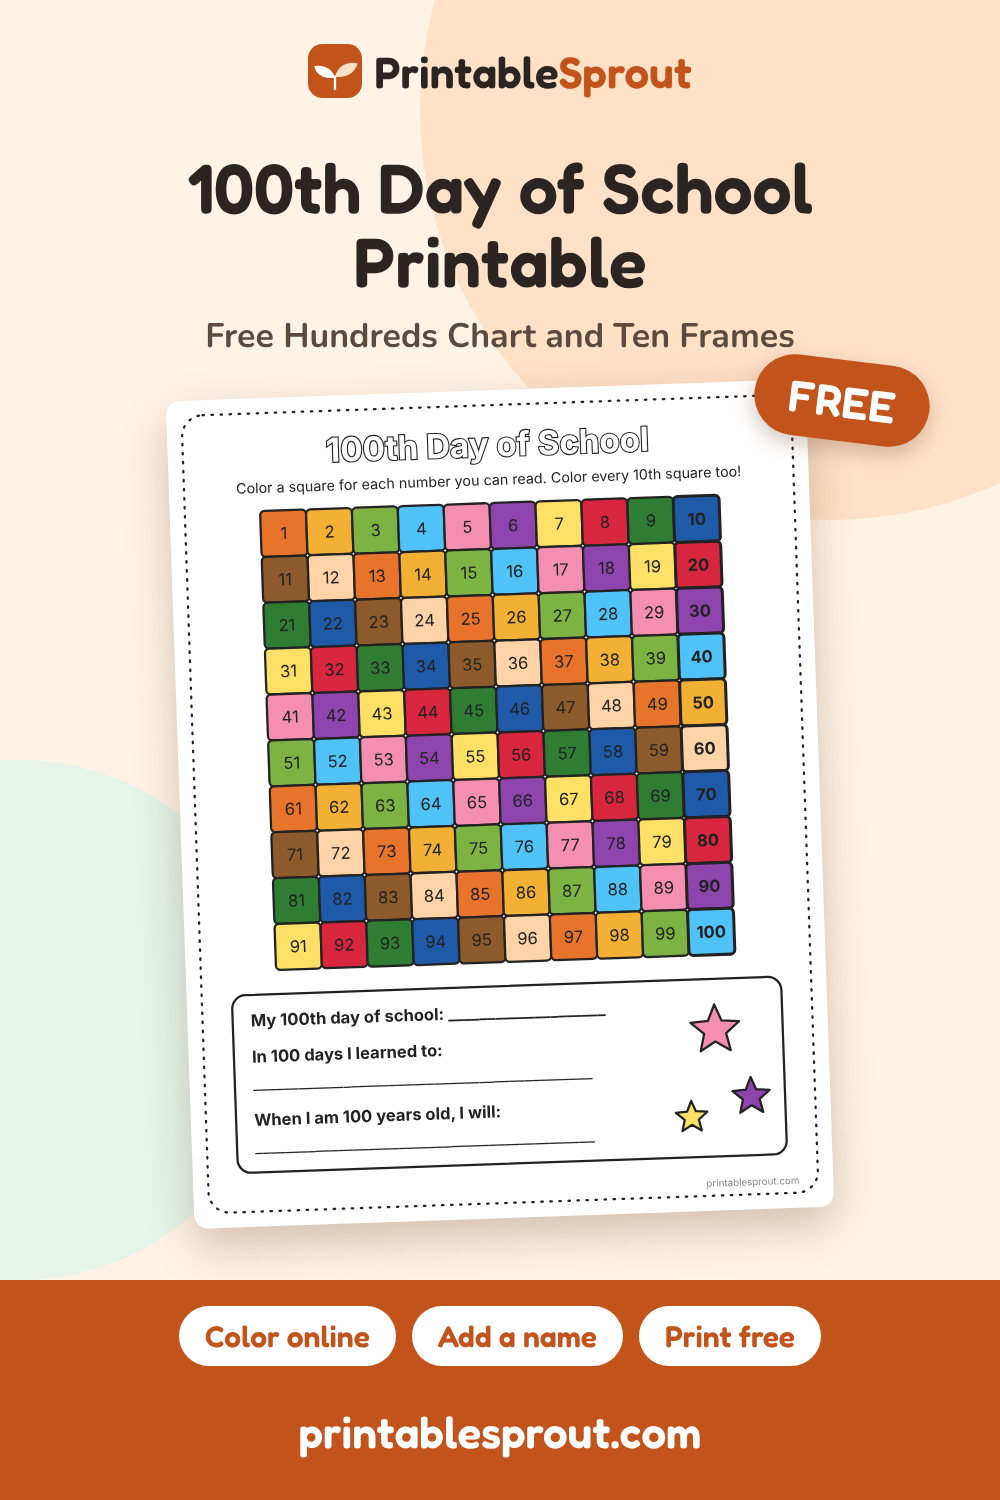 PrintableSprout
100th Day of School
Printable
Free Hundreds Chart and Ten Frames
FREE
100th Day of School
Color a square for each number you can read. Color every 10th square too!
1 2 3 4 5 6 7 8 9 10
11 12 13 14 15 16 17 18 19 20
21 22 23 24 25 26 27 28 29 30
31 32 33 34 35 36 37 38 39 40
41 42 43 44 45 46 47 48 49 50
51 52 53 54 55 56 57 58 59 60
61 62 63 64 65 66 67 68 69 70
71 72 73 74 75 76 77 78 79 80
81 82 83 84 85 86 87 88 89 90
91 92 93 94 95 96 97 98 99 100
My 100th day of school: ___________________
In 100 days I learned to:
When I am 100 years old, I will:
printablesprout.com
Color online Add a name Print free
printablesprout.com